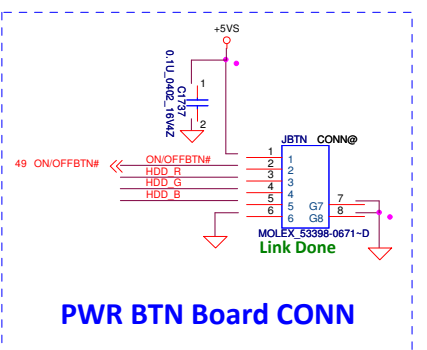 +5VS
0.1U_0402_16V4Z
C1737
1
2
JBTN CONN@
49 ON/OFFBTN#
ON/OFFBTN#
HDD_R
HDD_G
HDD_B
1 1
2 2
3 3
4 4
5 5
6 6
G7 7
G8 8
MOLEX_53398-0671~D
Link Done
PWR BTN Board CONN